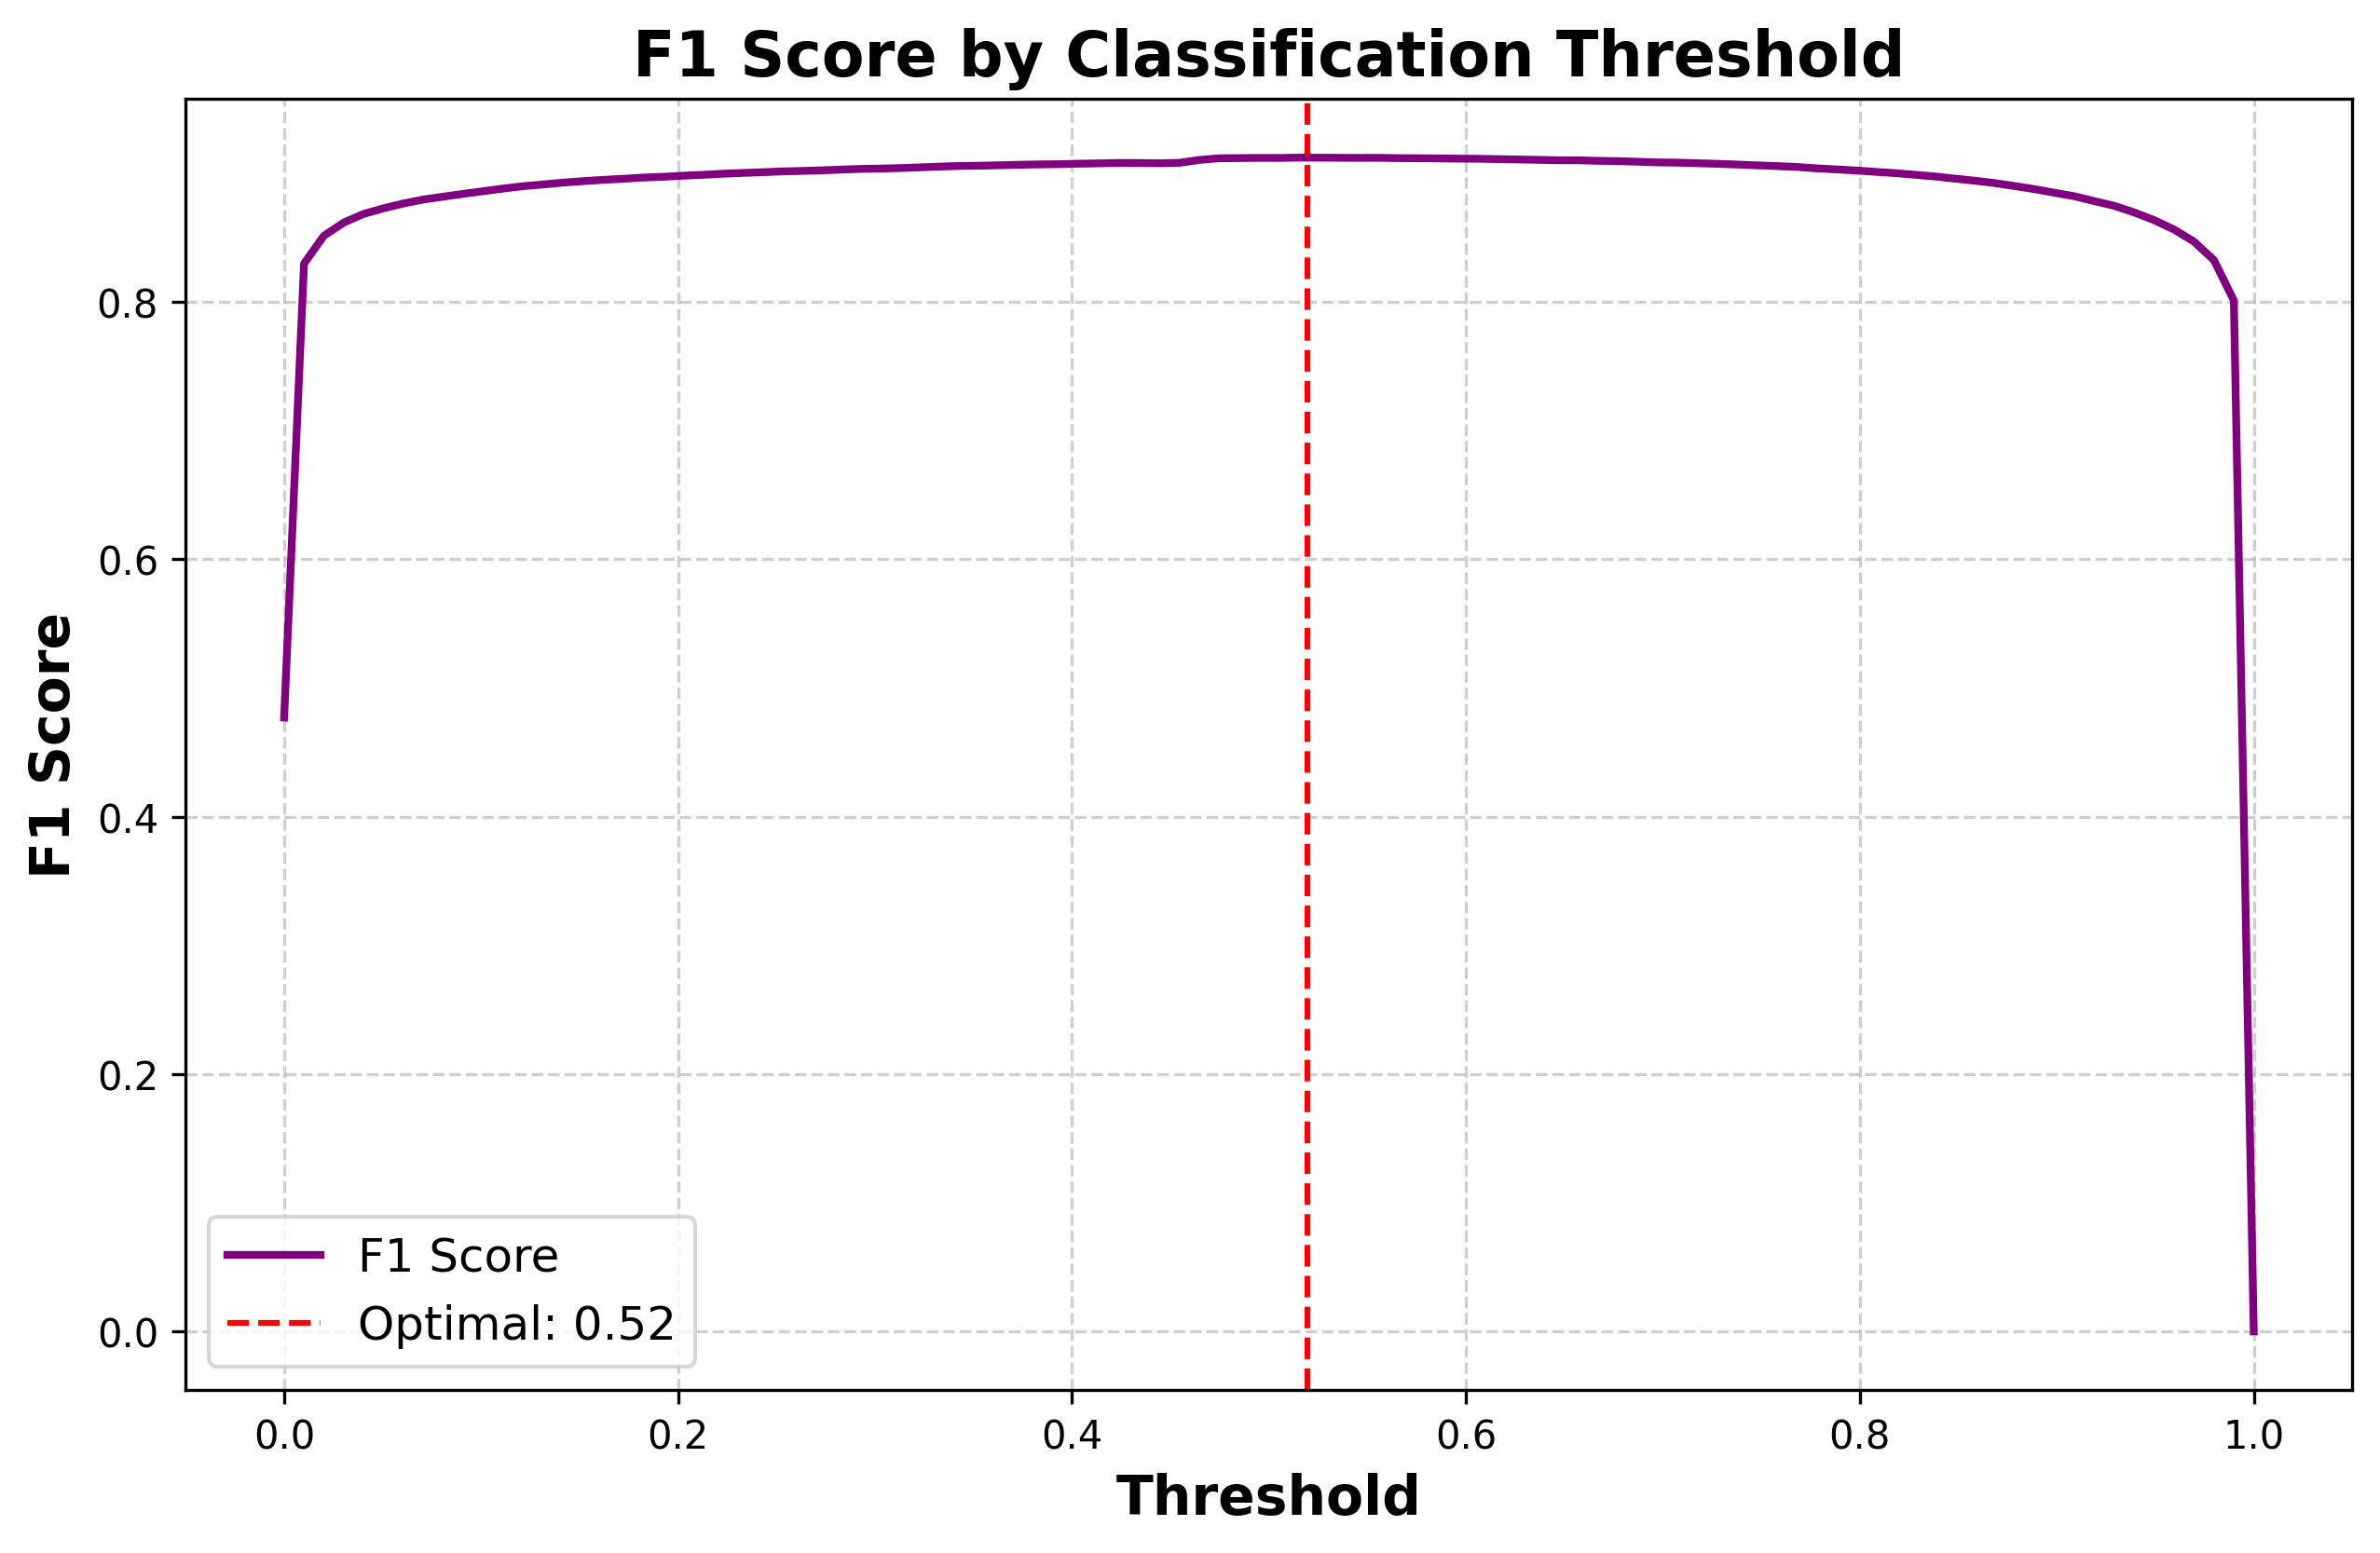 F1 Score by Classification Threshold
F1 Score
0.8
0.6
0.4
0.2
0.0
F1 Score
Optimal: 0.52
0.0 0.2 0.4 0.6 0.8 1.0
Threshold